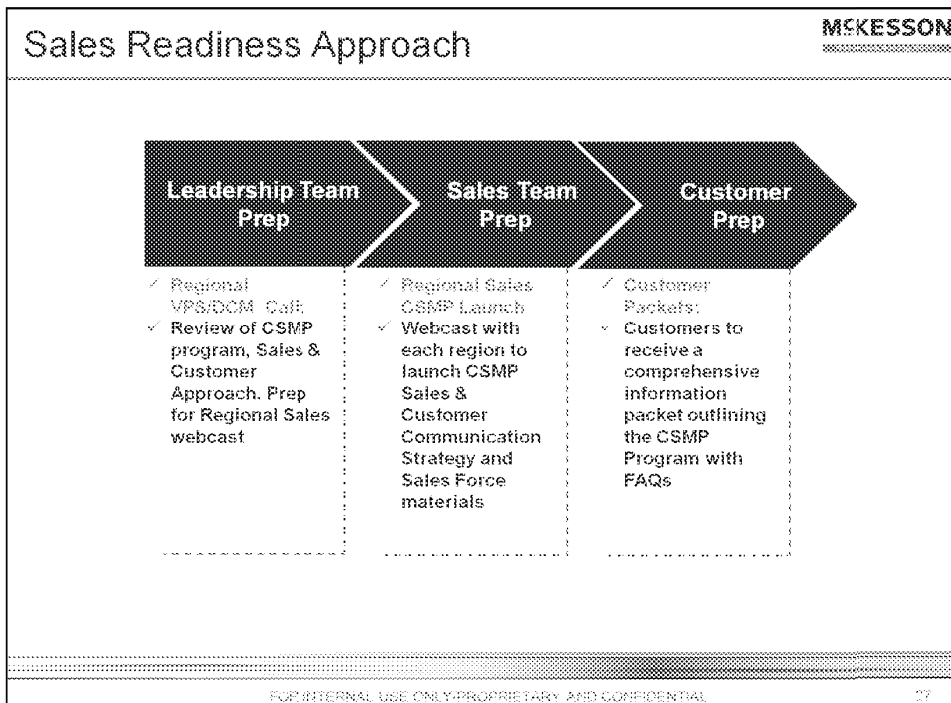 Sales Readiness Approach
MCKESSON
Leadership Team
Prep
Sales Team
Prep
Customer
Prep
✓ Regional
VPS/DCM Call:
✓ Review of CSMP
program, Sales &
Customer
Approach. Prep
for Regional Sales
webcast
✓ Regional Sales
CSMP Launch
✓ Webcast with
each region to
launch CSMP
Sales &
Customer
Communication
Strategy and
Sales Force
materials
✓ Customer
Packets:
✓ Customers to
receive a
comprehensive
information
packet outlining
the CSMP
Program with
FAQs
FOR INTERNAL USE ONLY-PROPRIETARY AND CONFIDENTIAL
27